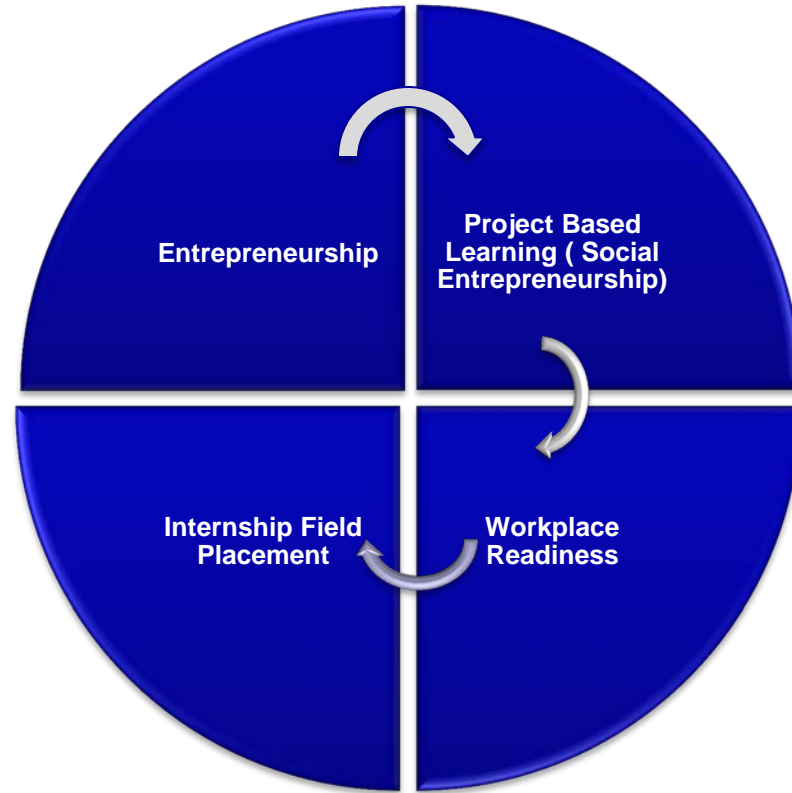 Entrepreneurship
Project Based
Learning ( Social
Entrepreneurship)
Internship Field
Placement
Workplace
Readiness